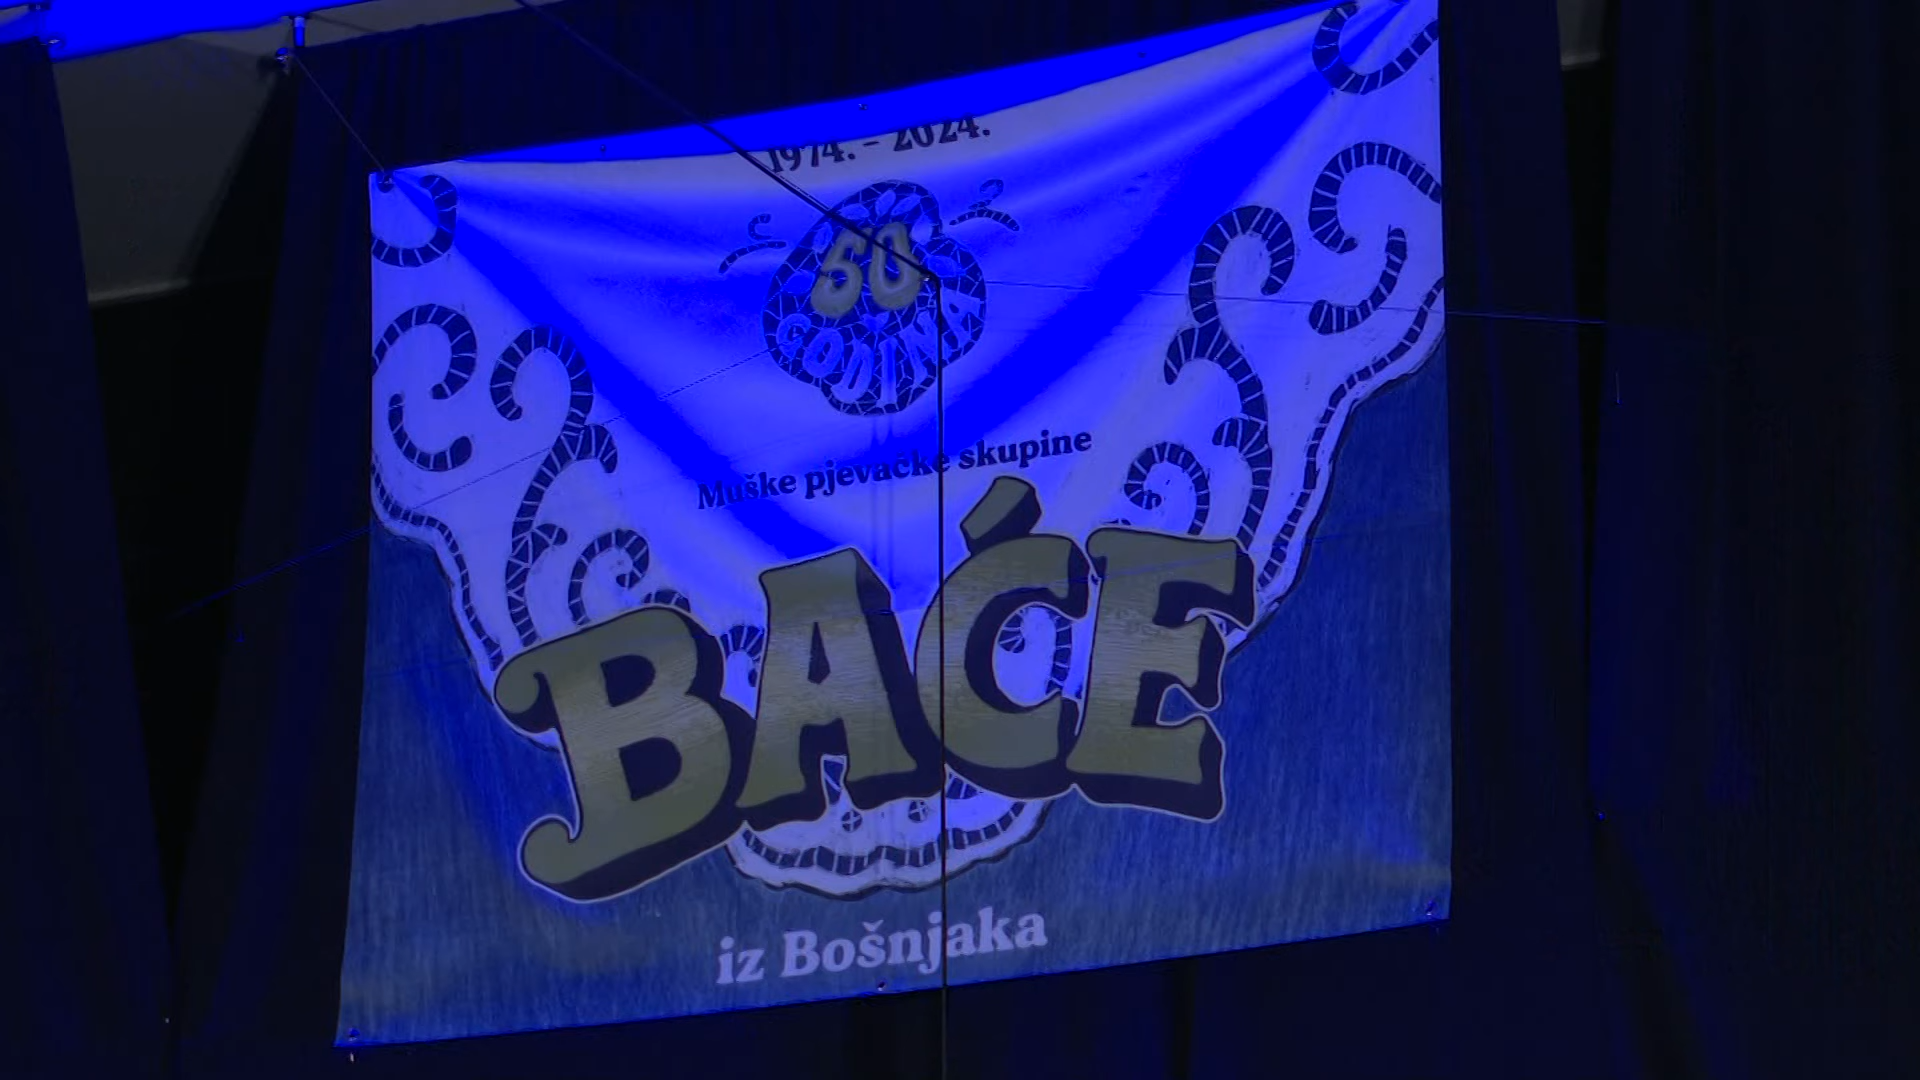 1974. - 2024.
50
GODINA
Muške pjevačke skupine
BAĆE
iz Bošnjaka